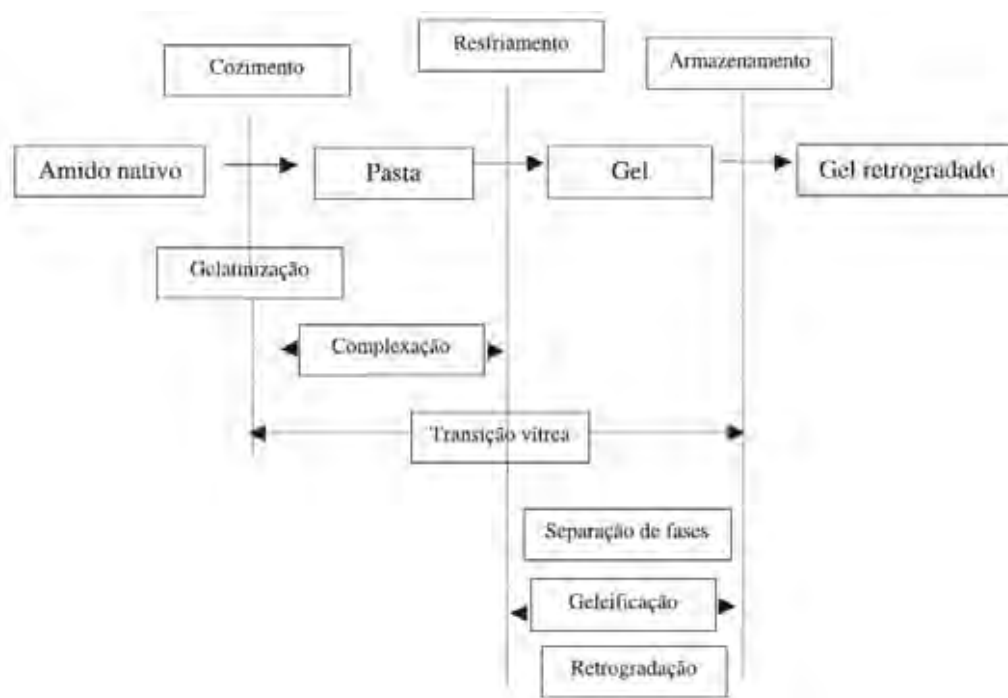 Resfriamento
Cozimento
Armazenamento
Amido nativo
Pasta
Gel
Gel retrogradado
Gelatinização
Complexação
Transição vítrea
Separação de fases
Geleificação
Retrogradação